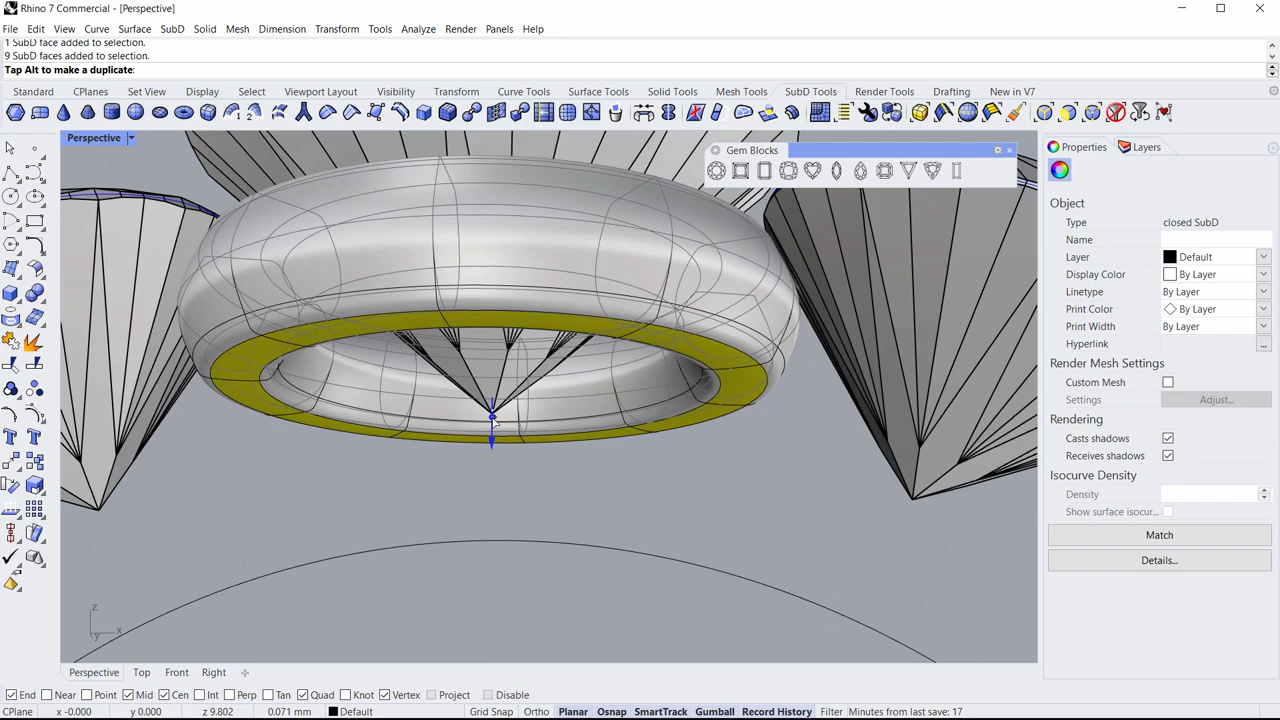 Rhino 7 Commercial - [Perspective]
File Edit View Curve Surface SubD Solid Mesh Dimension Transform Tools Analyze Render Panels Help
1 SubD face added to selection.
9 SubD faces added to selection.
Tap Alt to make a duplicate:
Standard CPlanes Set View Display Select Viewport Layout Visibility Transform Curve Tools Surface Tools Solid Tools Mesh Tools SubD Tools Render Tools Drafting New in V7
1 2
Perspective
Gem Blocks
Properties Layers
Object
Type closed SubD
Name
Layer Default
Display Color By Layer
Linetype By Layer
Print Color By Layer
Print Width By Layer
Hyperlink ...
Render Mesh Settings
Custom Mesh
Settings Adjust...
Rendering
Casts shadows
Receives shadows
Isocurve Density
Density
Show surface isocur...
Match
Details...
z
y x
Perspective Top Front Right
End Near Point Mid Cen Int Perp Tan Quad Knot Vertex Project Disable
CPlane x -0.000 y 0.000 z 9.802 0.071 mm Default Grid Snap Ortho Planar Osnap SmartTrack Gumball Record History Filter Minutes from last save: 17